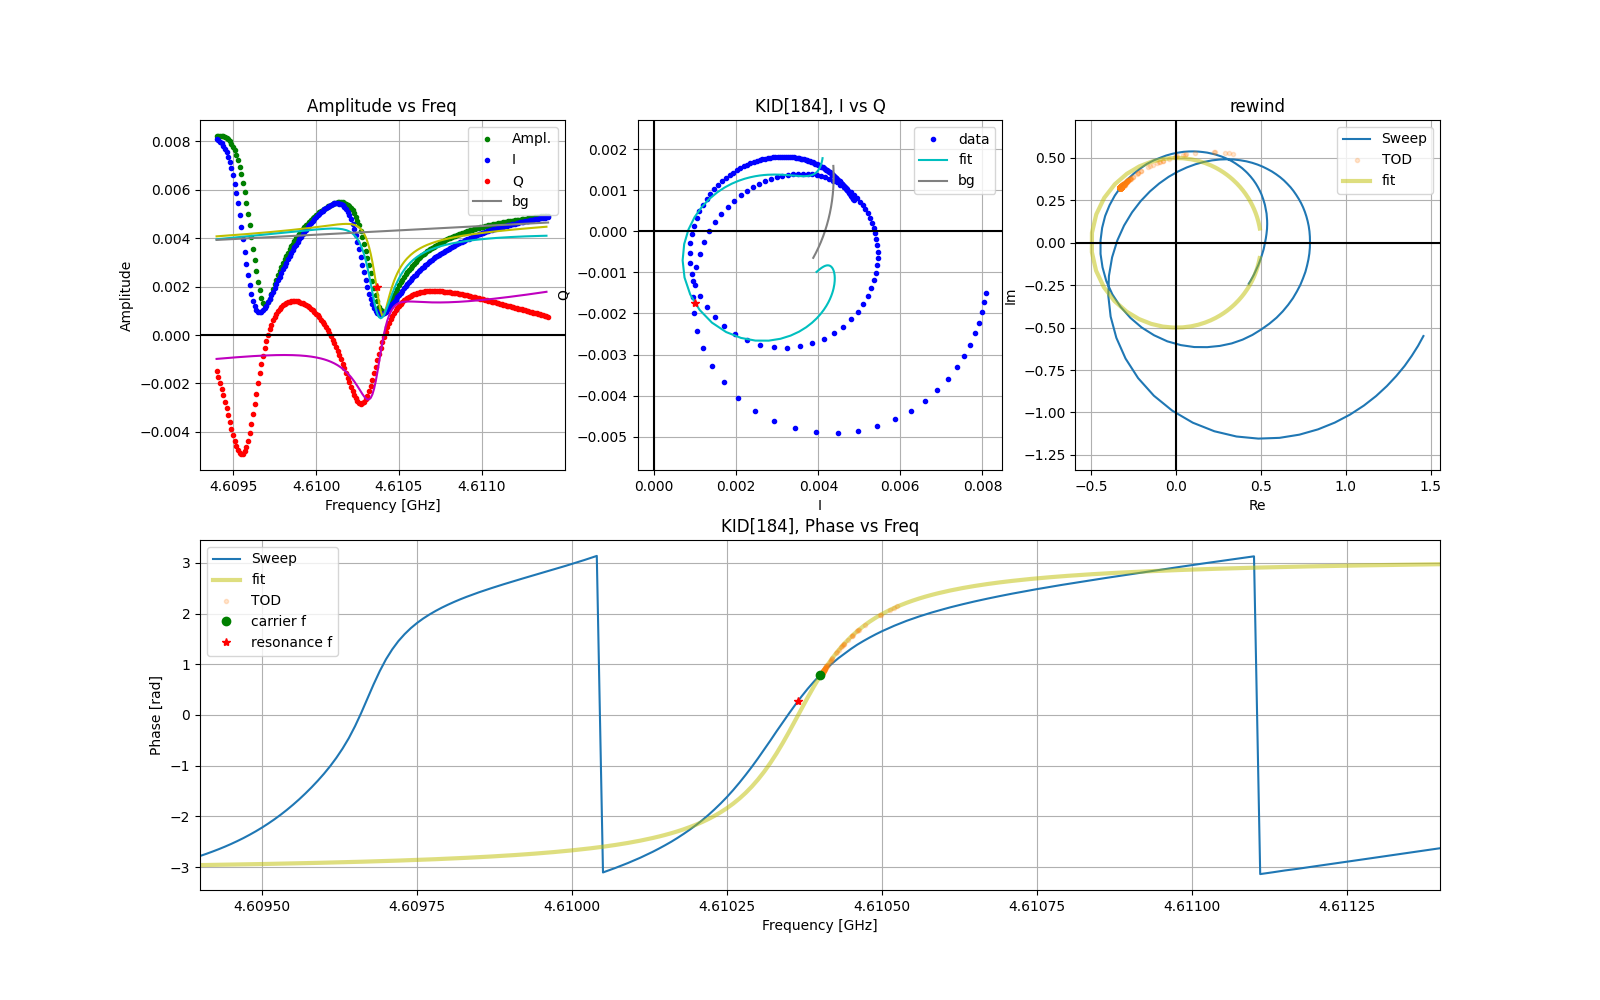 Amplitude vs Freq
Amplitude
0.008
0.006
0.004
0.002
0.000
−0.002
−0.004
4.6095
4.6100
4.6105
4.6110
Frequency [GHz]
Ampl.
I
Q
bg
KID[184], I vs Q
Q
0.002
0.001
0.000
−0.001
−0.002
−0.003
−0.004
−0.005
0.000
0.002
0.004
0.006
0.008
I
data
fit
bg
rewind
Im
0.50
0.25
0.00
−0.25
−0.50
−0.75
−1.00
−1.25
−0.5
0.0
0.5
1.0
1.5
Re
Sweep
TOD
fit
KID[184], Phase vs Freq
Phase [rad]
3
2
1
0
−1
−2
−3
4.60950
4.60975
4.61000
4.61025
4.61050
4.61075
4.61100
4.61125
Frequency [GHz]
Sweep
fit
TOD
carrier f
resonance f